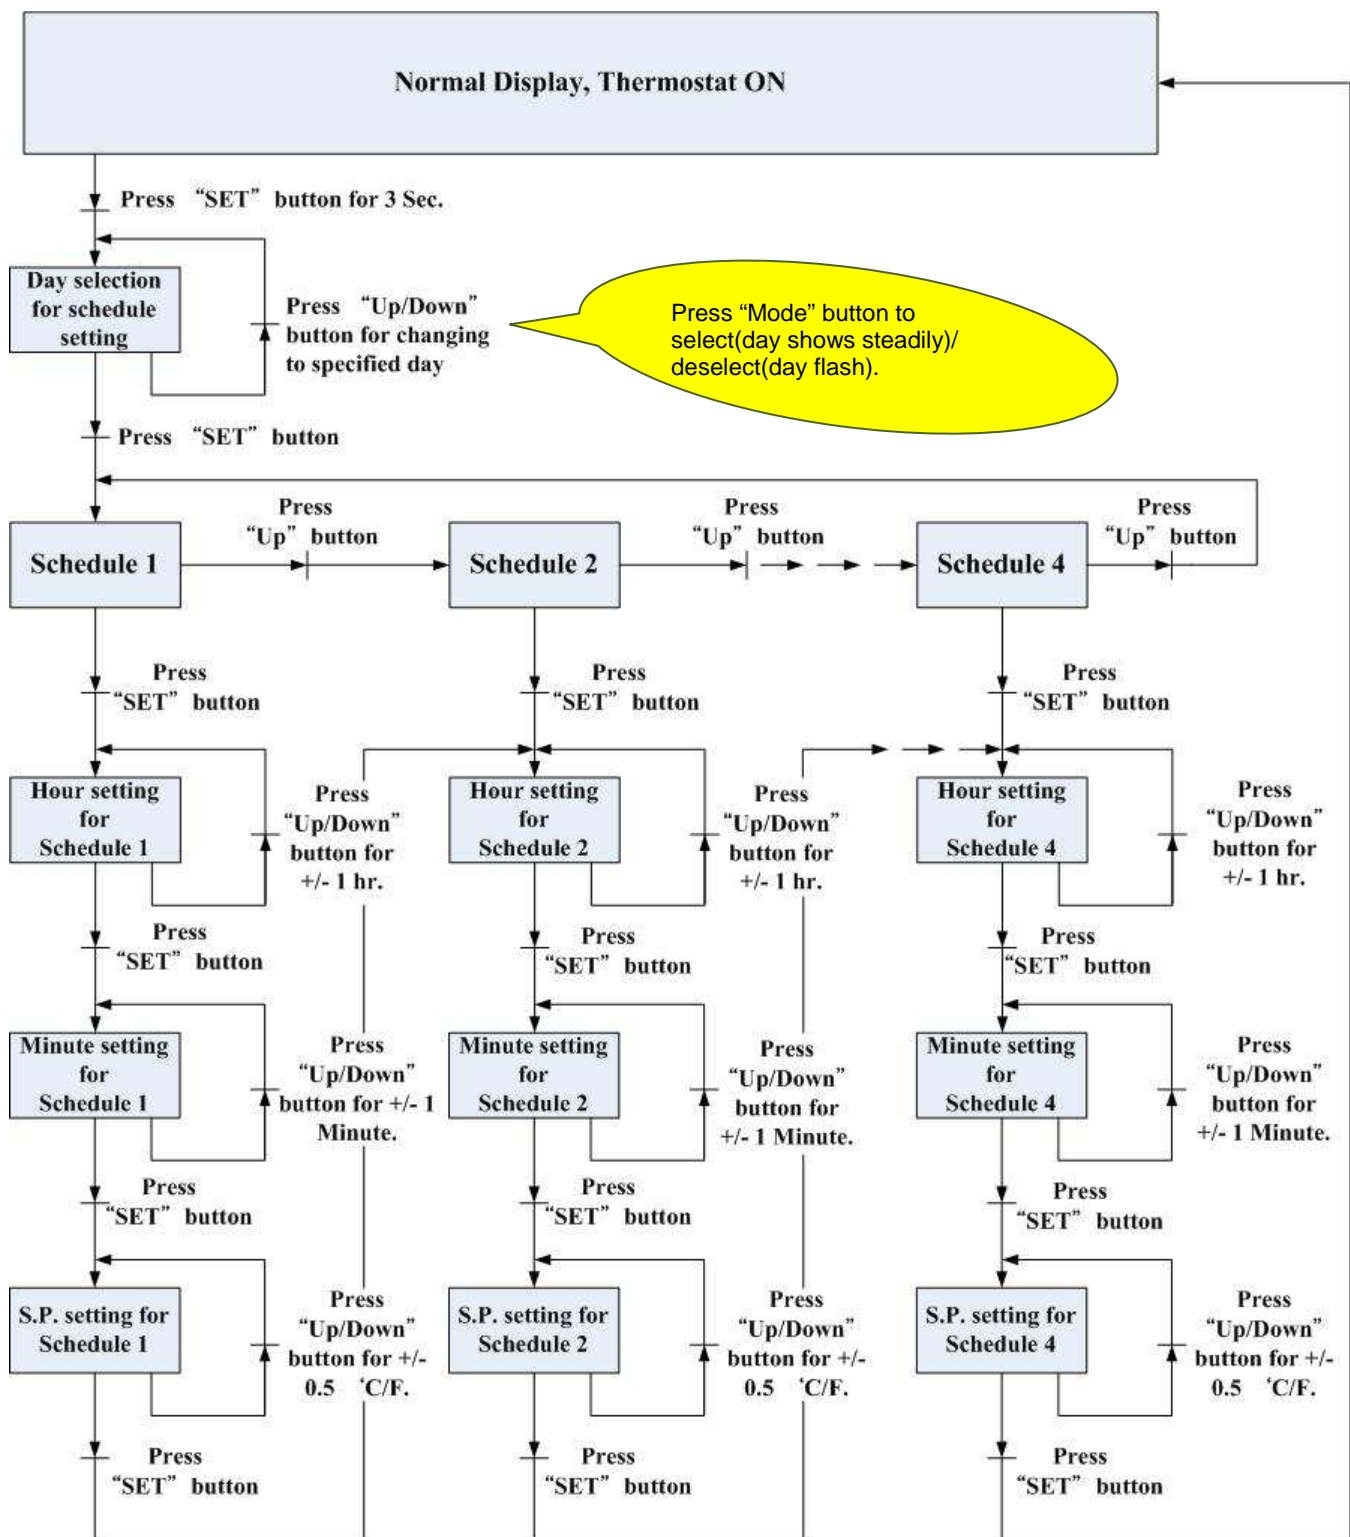 Normal Display, Thermostat ON
Press “SET” button for 3 Sec.
Day selection
for schedule
setting
Press “Up/Down”
button for changing
to specified day
Press “Mode” button to
select(day shows steadily)/
deselect(day flash).
Press “SET” button
Schedule 1
Press
“Up” button
Schedule 2
Press
“Up” button
Schedule 4
Press
“Up” button
Press
“SET” button
Press
“SET” button
Press
“SET” button
Hour setting
for
Schedule 1
Press
“Up/Down”
button for
+/- 1 hr.
Hour setting
for
Schedule 2
Press
“Up/Down”
button for
+/- 1 hr.
Hour setting
for
Schedule 4
Press
“Up/Down”
button for
+/- 1 hr.
Press
“SET” button
Press
“SET” button
Press
“SET” button
Minute setting
for
Schedule 1
Press
“Up/Down”
button for +/- 1
Minute.
Minute setting
for
Schedule 2
Press
“Up/Down”
button for
+/- 1 Minute.
Minute setting
for
Schedule 4
Press
“Up/Down”
button for
+/- 1 Minute.
Press
“SET” button
Press
“SET” button
Press
“SET” button
S.P. setting for
Schedule 1
Press
“Up/Down”
button for +/-
0.5 ‘C/F.
S.P. setting for
Schedule 2
Press
“Up/Down”
button for +/-
0.5 ‘C/F.
S.P. setting for
Schedule 4
Press
“Up/Down”
button for +/-
0.5 ‘C/F.
Press
“SET” button
Press
“SET” button
Press
“SET” button